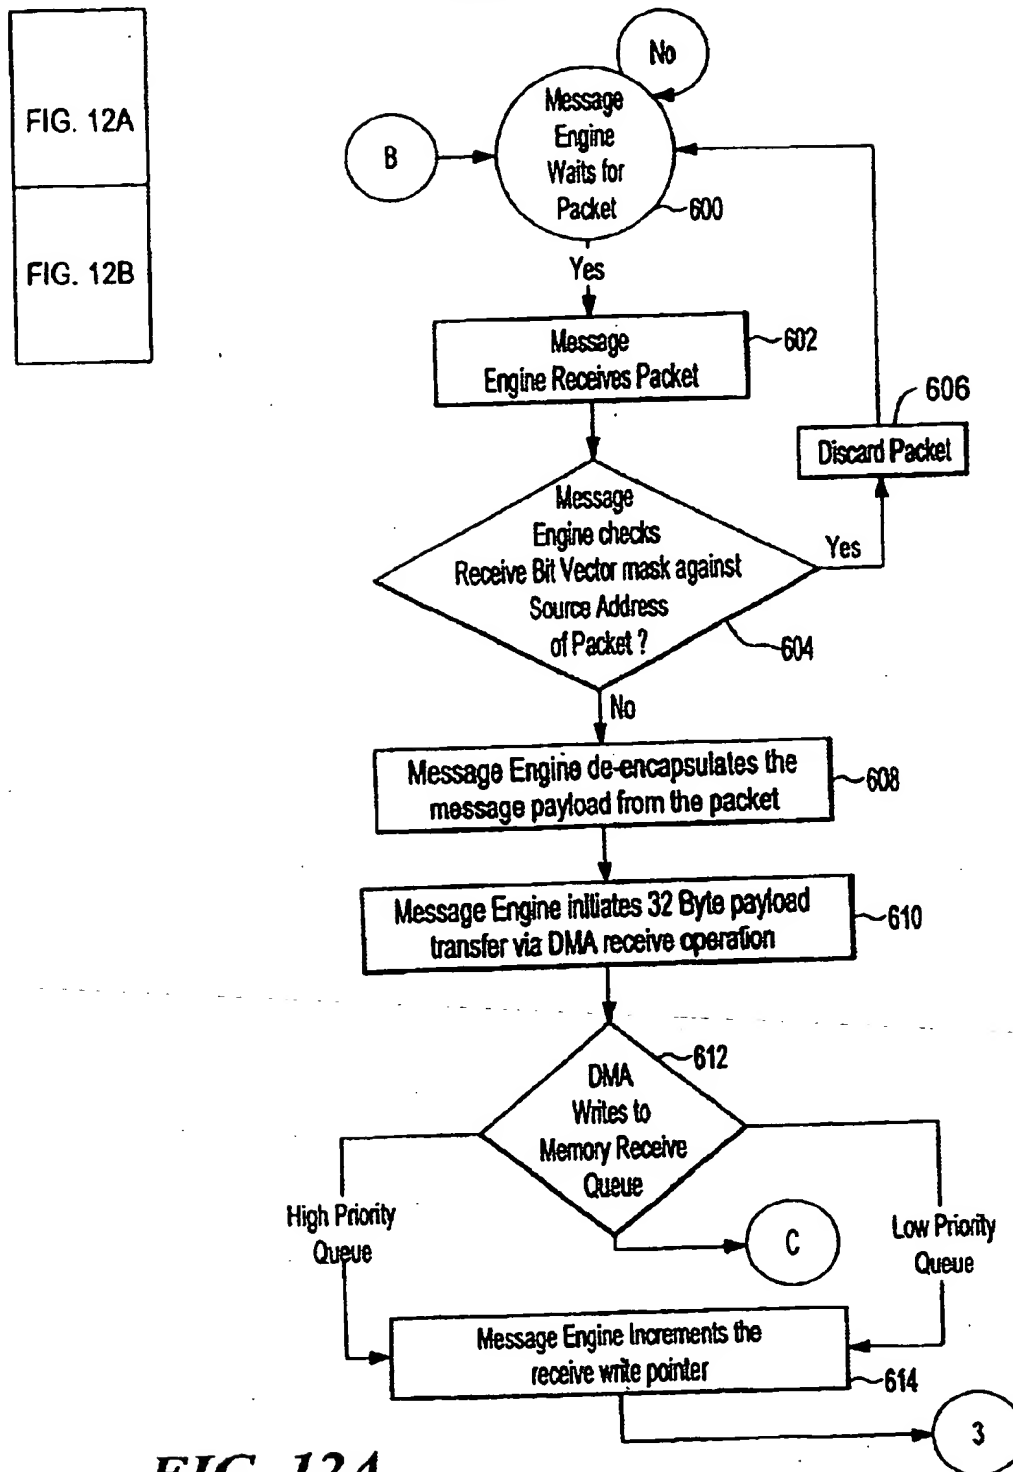 FIG. 12A
FIG. 12B
No
B
Message
Engine
Waits for
Packet
600
Yes
Message
Engine Receives Packet
602
606
Discard Packet
Message
Engine checks
Receive Bit Vector mask against
Source Address
of Packet ?
Yes
604
No
Message Engine de-encapsulates the
message payload from the packet
608
Message Engine initiates 32 Byte payload
transfer via DMA receive operation
610
612
DMA
Writes to
Memory Receive
Queue
High Priority
Queue
C
Low Priority
Queue
Message Engine Increments the
receive write pointer
614
3
FIG. 12A